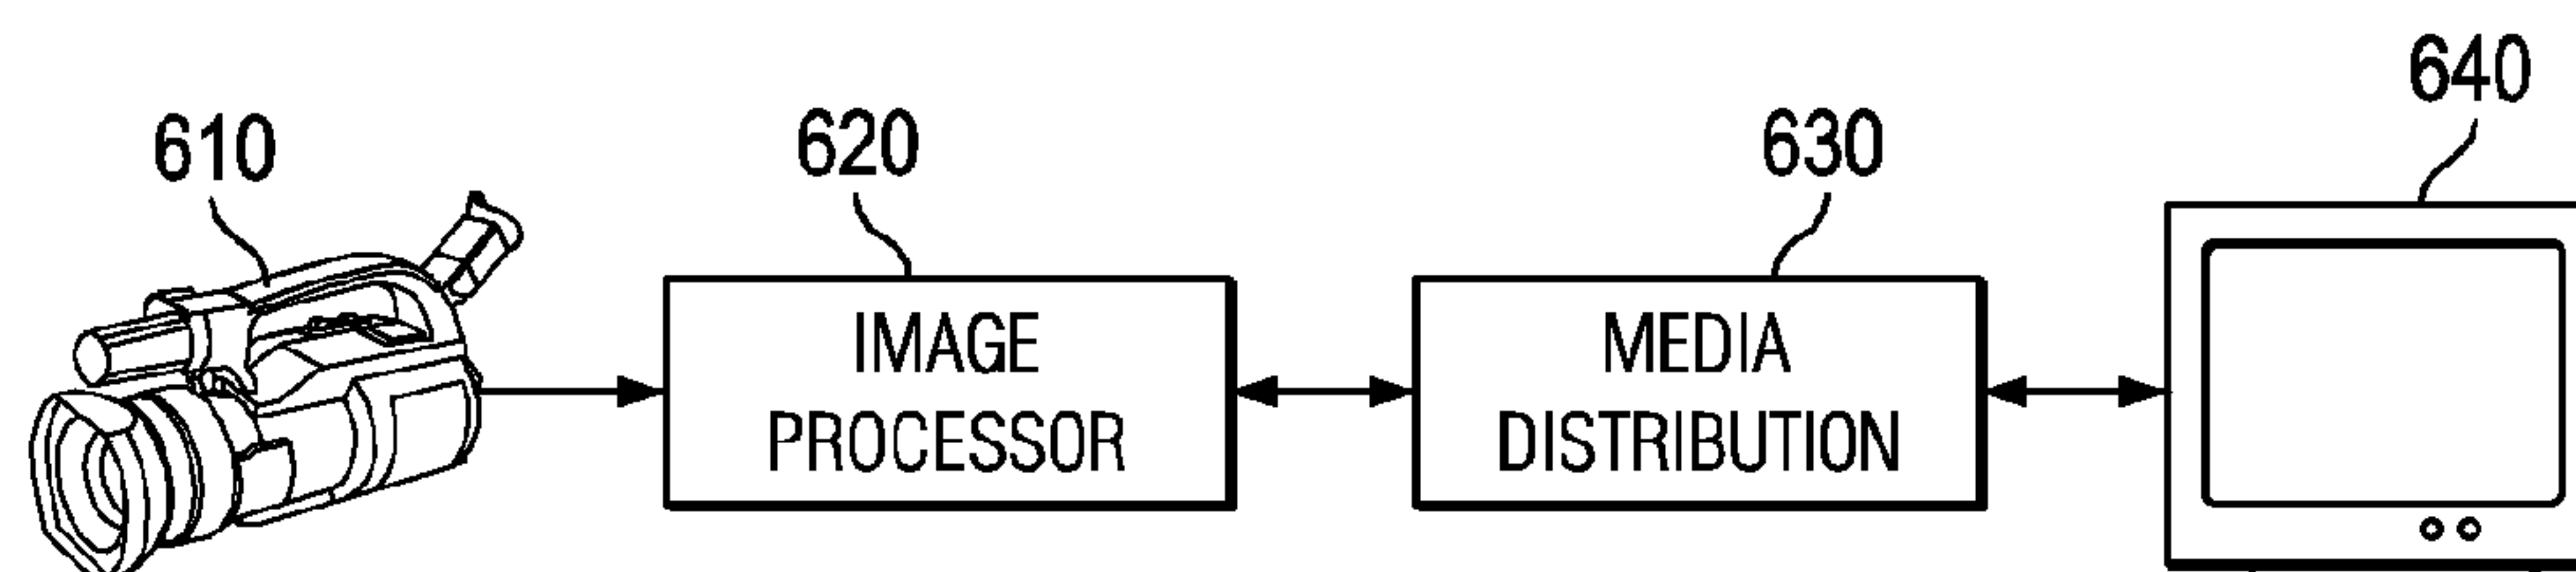 610
620
630
640
IMAGE
PROCESSOR
MEDIA
DISTRIBUTION